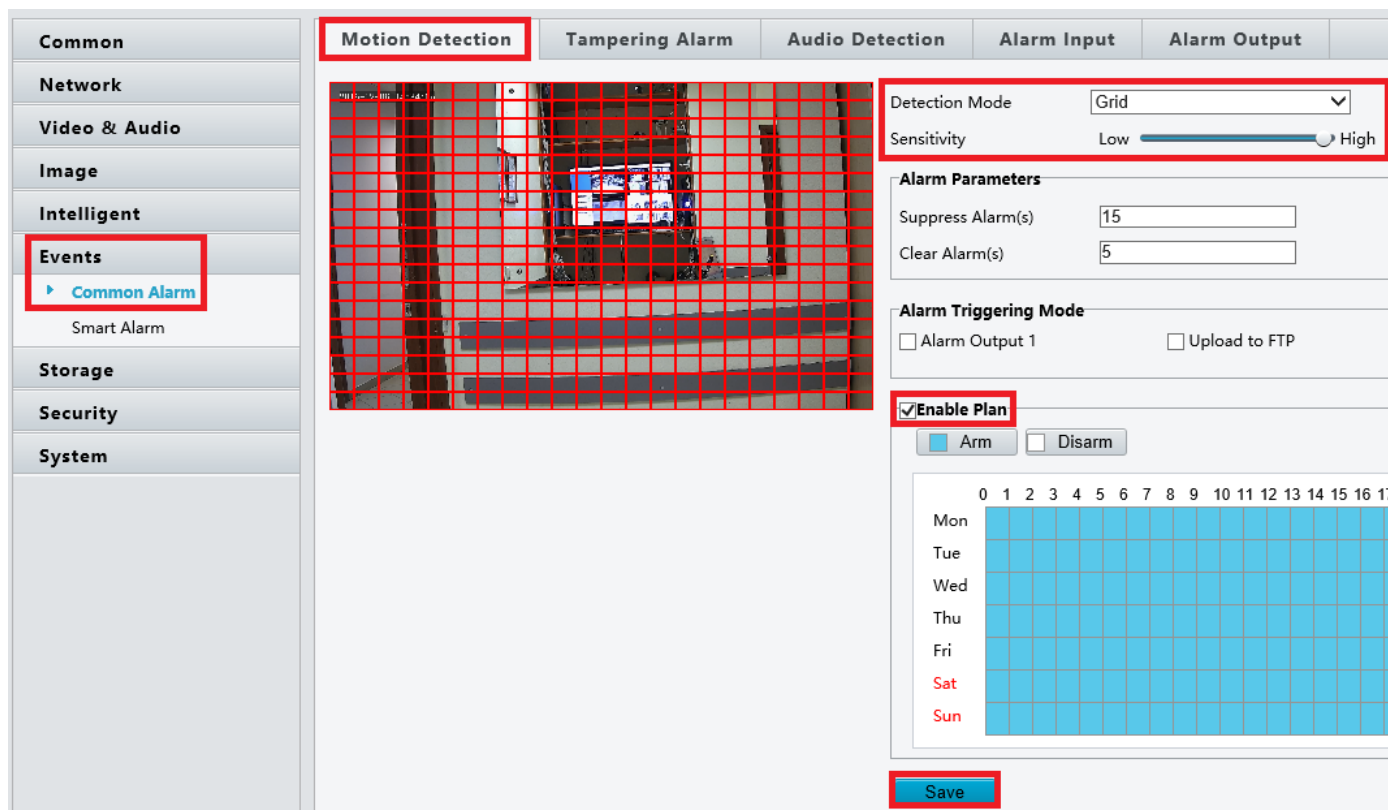 Common
Network
Video & Audio
Image
Intelligent
Events
Common Alarm
Smart Alarm
Storage
Security
System
Motion Detection Tampering Alarm Audio Detection Alarm Input Alarm Output
Detection Mode Grid
Sensitivity Low High
Alarm Parameters
Suppress Alarm(s) 15
Clear Alarm(s) 5
Alarm Triggering Mode
Alarm Output 1 Upload to FTP
Enable Plan
Arm Disarm
0 1 2 3 4 5 6 7 8 9 10 11 12 13 14 15 16
Mon
Tue
Wed
Thu
Fri
Sat
Sun
Save